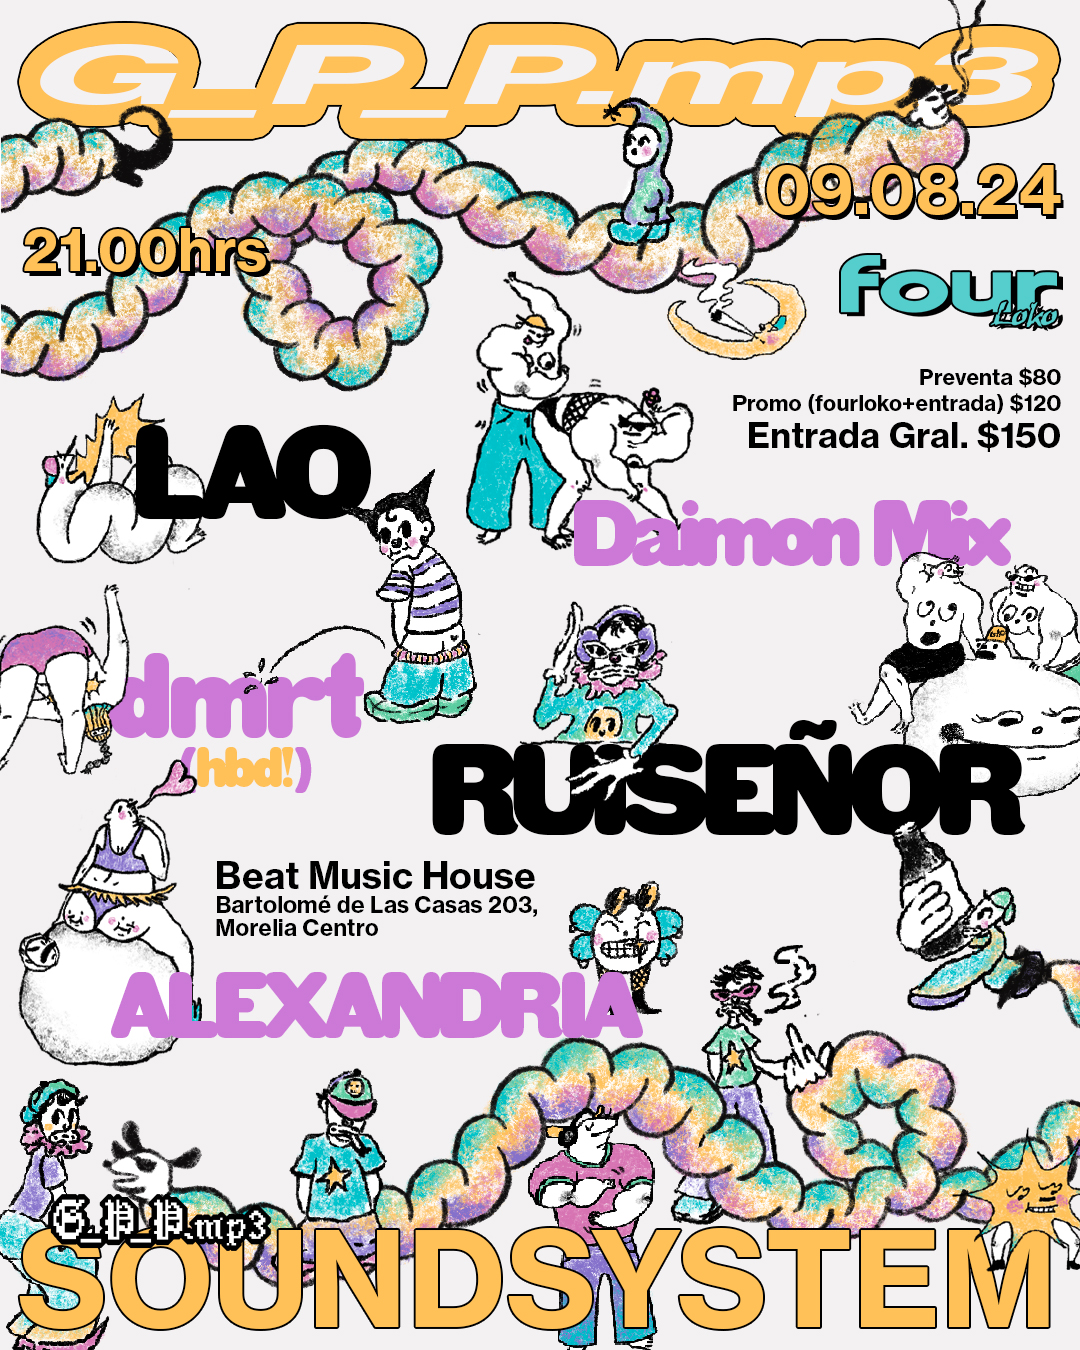 G_P_P.mp3
09.08.24
21.00hrs
four
Loko
Preventa $80
Promo (fourloko+entrada) $120
Entrada Gral. $150
LAO
Daimon Mix
dmrt
(hbd!)
RUISEÑOR
Beat Music House
Bartolomé de Las Casas 203,
Morelia Centro
ALEXANDRIA
G_P_P.mp3
SOUNDSYSTEM